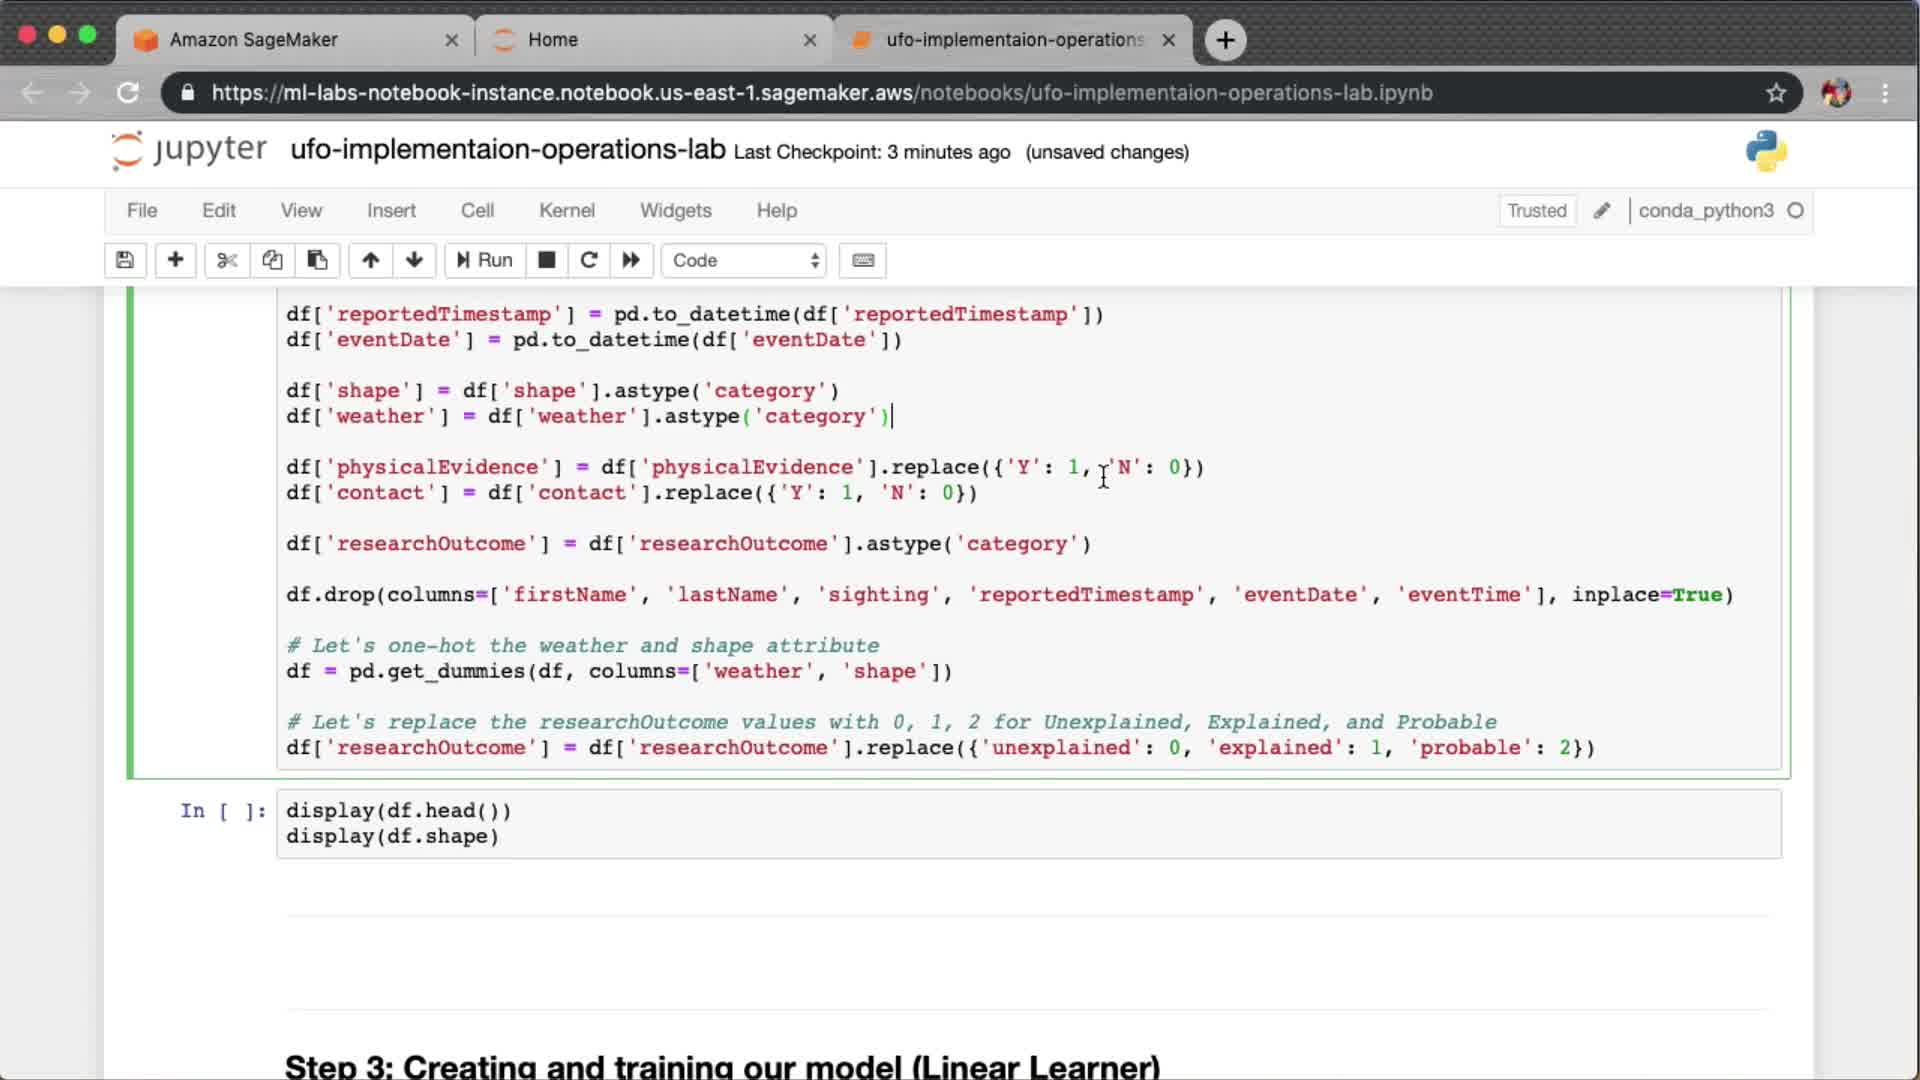 Amazon SageMaker
Home
ufo-implementaion-operations
https://ml-labs-notebook-instance.notebook.us-east-1.sagemaker.aws/notebooks/ufo-implementaion-operations-lab.ipynb
jupyter ufo-implementaion-operations-lab Last Checkpoint: 3 minutes ago (unsaved changes)
File Edit View Insert Cell Kernel Widgets Help Trusted conda_python3
Run Code
df['reportedTimestamp'] = pd.to_datetime(df['reportedTimestamp'])
df['eventDate'] = pd.to_datetime(df['eventDate'])
df['shape'] = df['shape'].astype('category')
df['weather'] = df['weather'].astype('category')
df['physicalEvidence'] = df['physicalEvidence'].replace({'Y': 1, 'N': 0})
df['contact'] = df['contact'].replace({'Y': 1, 'N': 0})
df['researchOutcome'] = df['researchOutcome'].astype('category')
df.drop(columns=['firstName', 'lastName', 'sighting', 'reportedTimestamp', 'eventDate', 'eventTime'], inplace=True)
# Let's one-hot the weather and shape attribute
df = pd.get_dummies(df, columns=['weather', 'shape'])
# Let's replace the researchOutcome values with 0, 1, 2 for Unexplained, Explained, and Probable
df['researchOutcome'] = df['researchOutcome'].replace({'unexplained': 0, 'explained': 1, 'probable': 2})
In [ ]: display(df.head())
display(df.shape)
Step 3: Creating and training our model (Linear Learner)